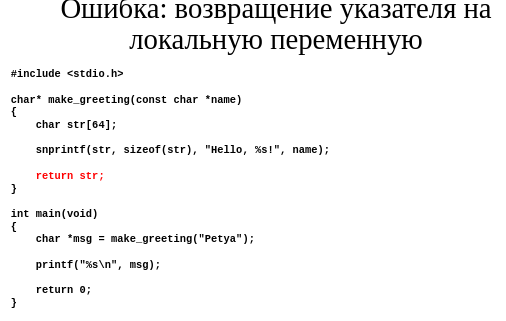 Ошибка: возвращение указателя на
локальную переменную
#include <stdio.h>
char* make_greeting(const char *name)
{
char str[64];
snprintf(str, sizeof(str), "Hello, %s!", name);
return str;
}
int main(void)
{
char *msg = make_greeting("Petya");
printf("%s\n", msg);
return 0;
}